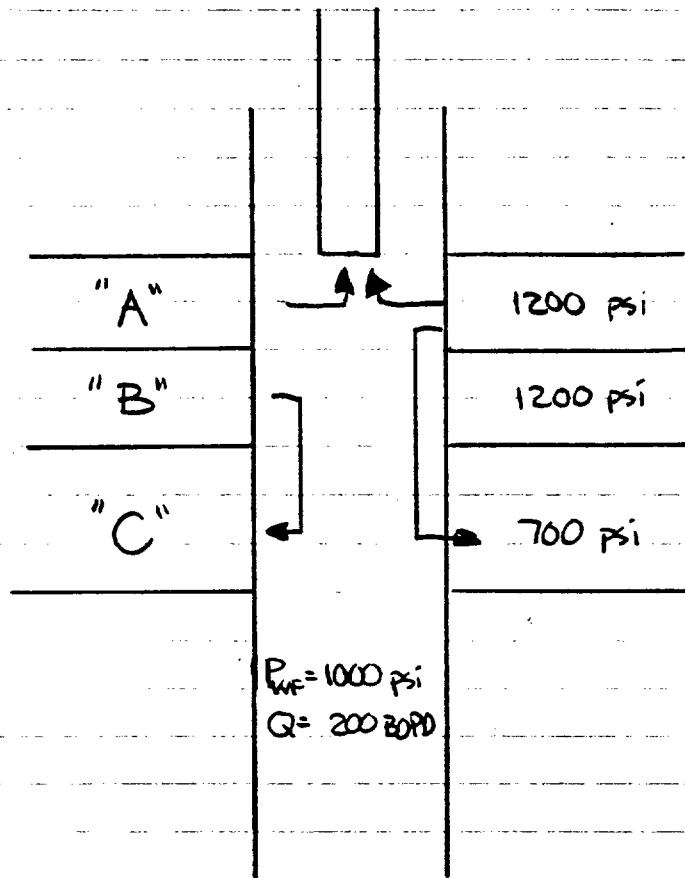 "A"
1200 psi
"B"
1200 psi
"C"
700 psi
PWF = 1000 psi
Q = 200 BOPD